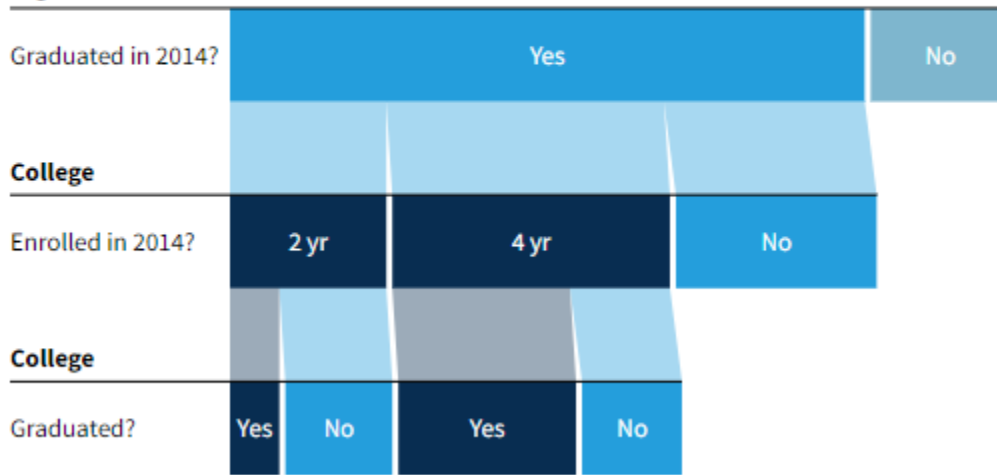 Graduated in 2014? Yes No
College
Enrolled in 2014? 2 yr 4 yr No
College
Graduated? Yes No Yes No